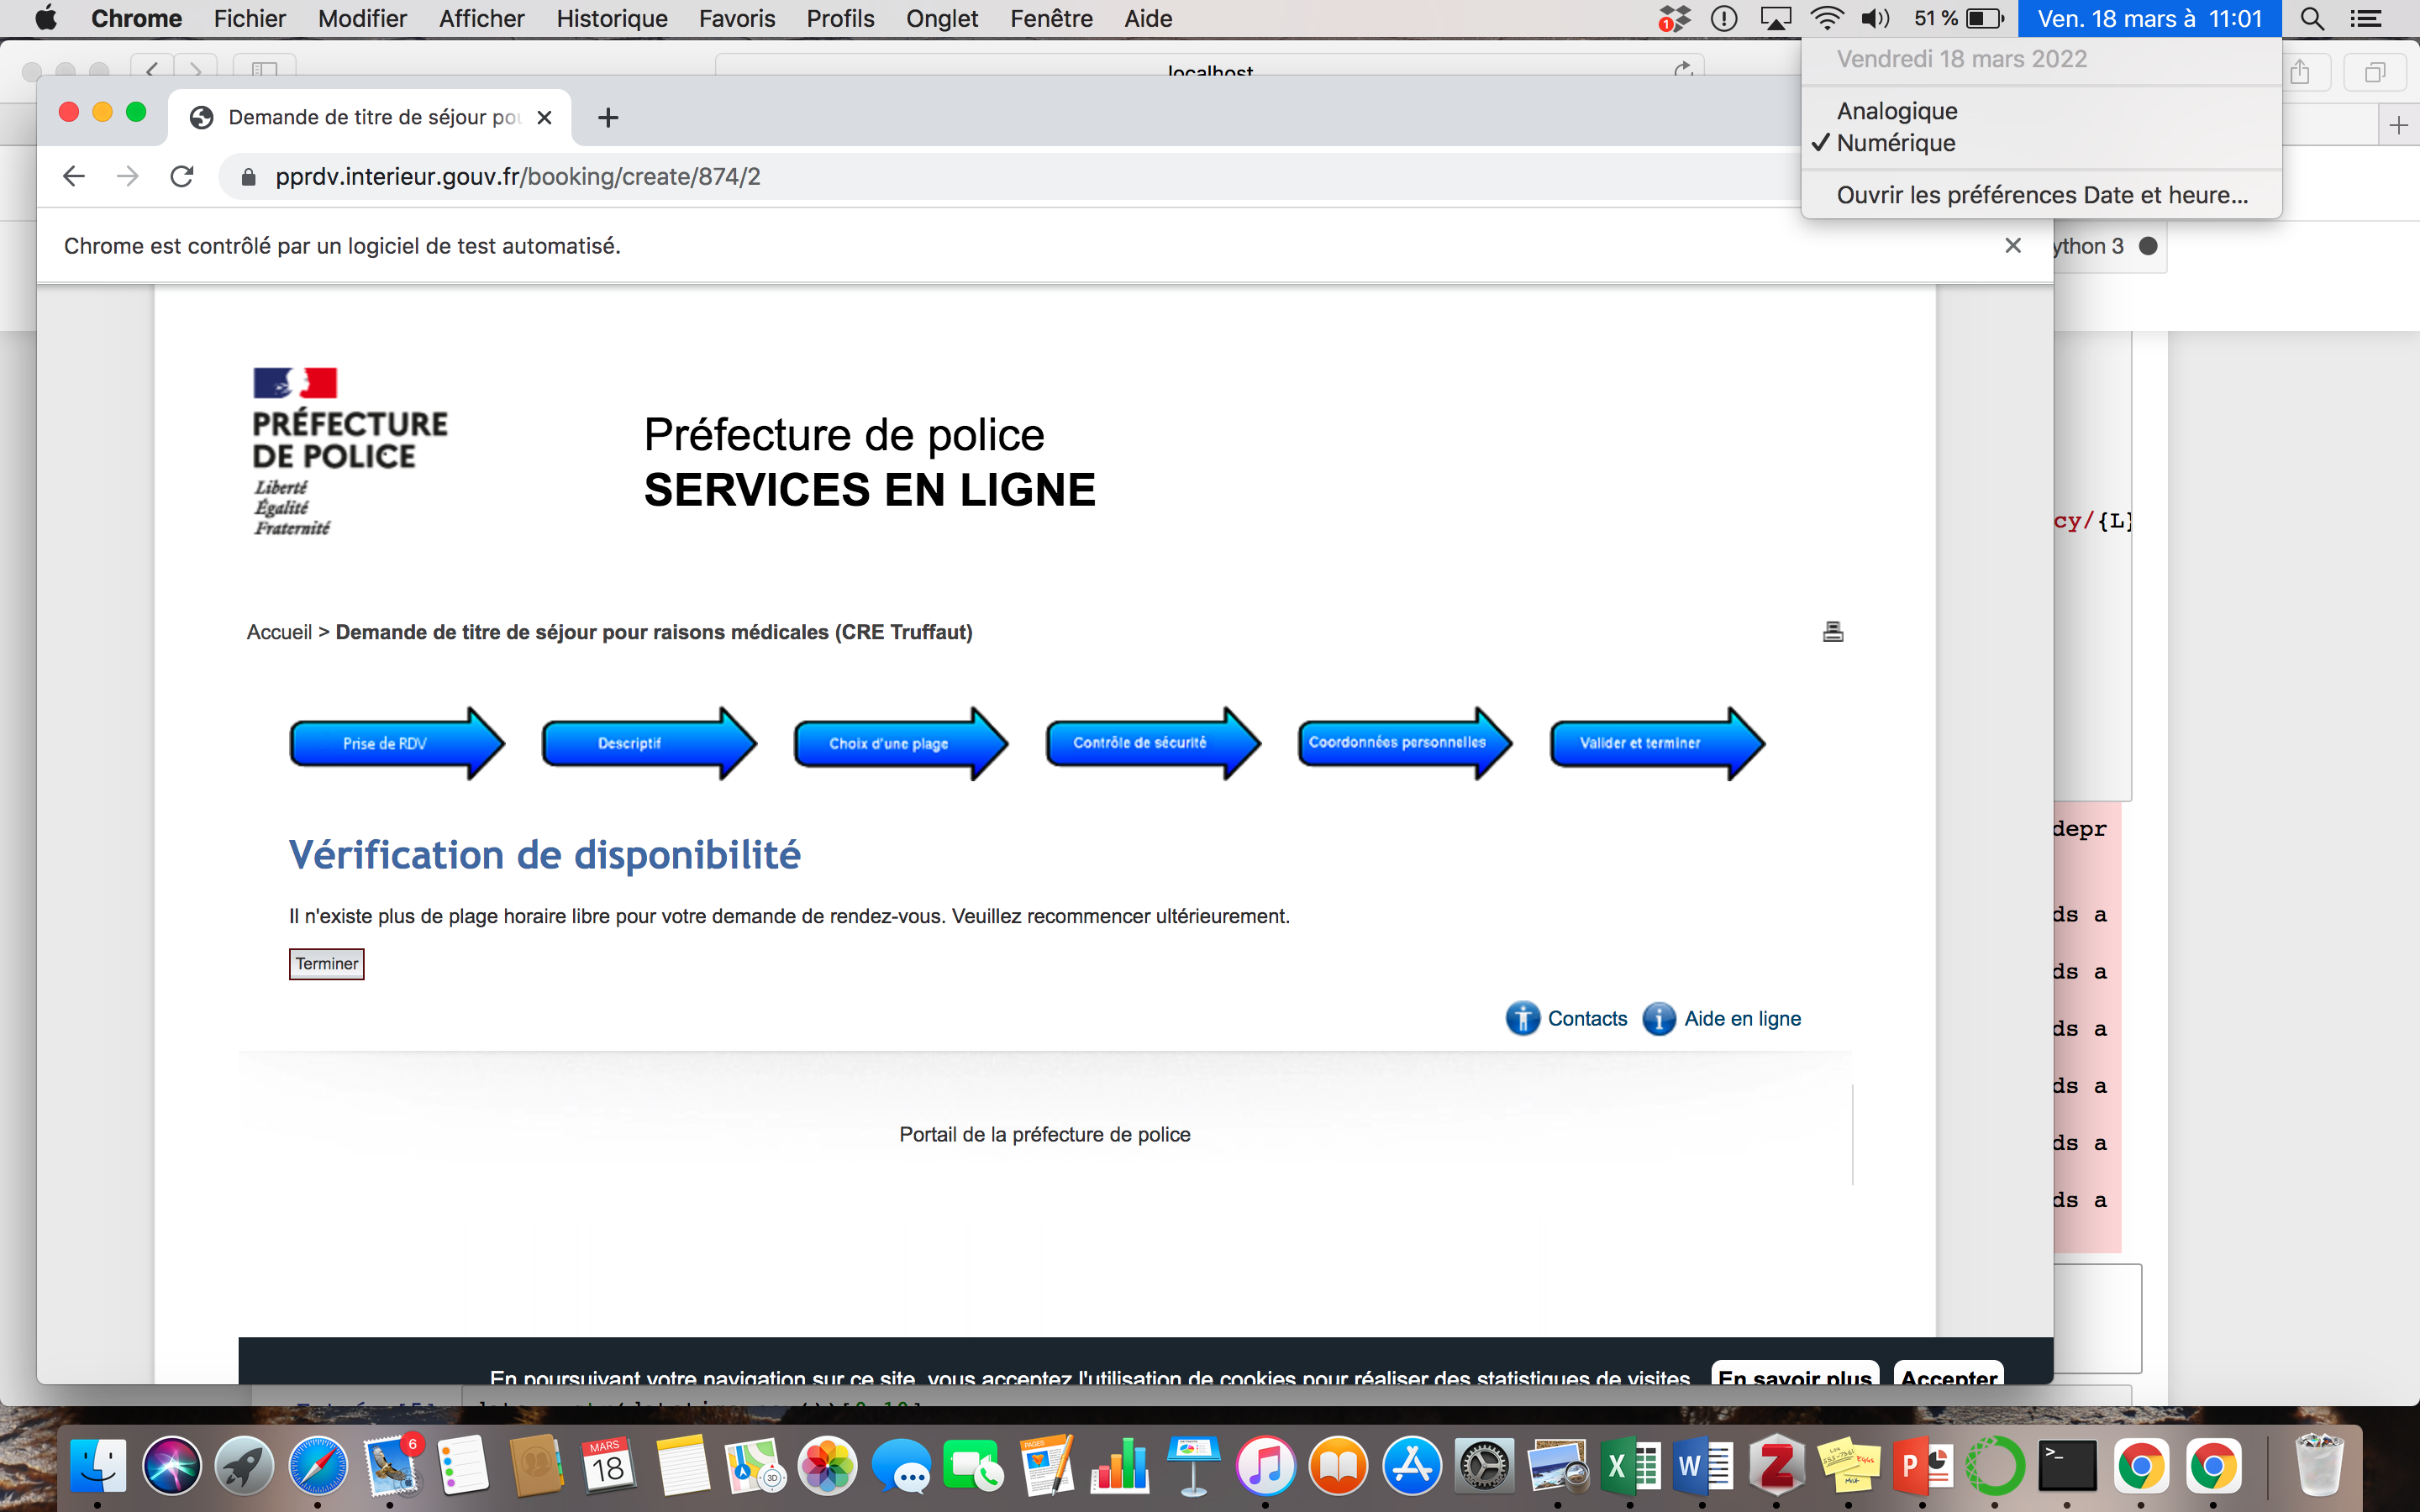 Chrome Fichier Modifier Afficher Historique Favoris Profils Onglet Fenêtre Aide
1 51 % Ven. 18 mars à 11:01
localhost
Vendredi 18 mars 2022
Analogique
✓ Numérique
Ouvrir les préférences Date et heure...
Demande de titre de séjour pou
pprdv.interieur.gouv.fr/booking/create/874/2
Chrome est contrôlé par un logiciel de test automatisé.
ython 3
PRÉFECTURE
DE POLICE
Liberté
Égalité
Fraternité
Préfecture de police
SERVICES EN LIGNE
cy/{L}
Accueil > Demande de titre de séjour pour raisons médicales (CRE Truffaut)
Prise de RDV
Descriptif
Choix d'une plage
Contrôle de sécurité
Coordonnées personnelles
Valider et terminer
Vérification de disponibilité
Il n'existe plus de plage horaire libre pour votre demande de rendez-vous. Veuillez recommencer ultérieurement.
Terminer
depr
ds a
ds a
ds a
ds a
ds a
ds a
Contacts
Aide en ligne
Portail de la préfecture de police
En poursuivant votre navigation sur ce site, vous acceptez l'utilisation de cookies pour réaliser des statistiques de visites
En savoir plus
Accepter
6
MARS
18
3D
PAGES
X
W
Z
P
>_